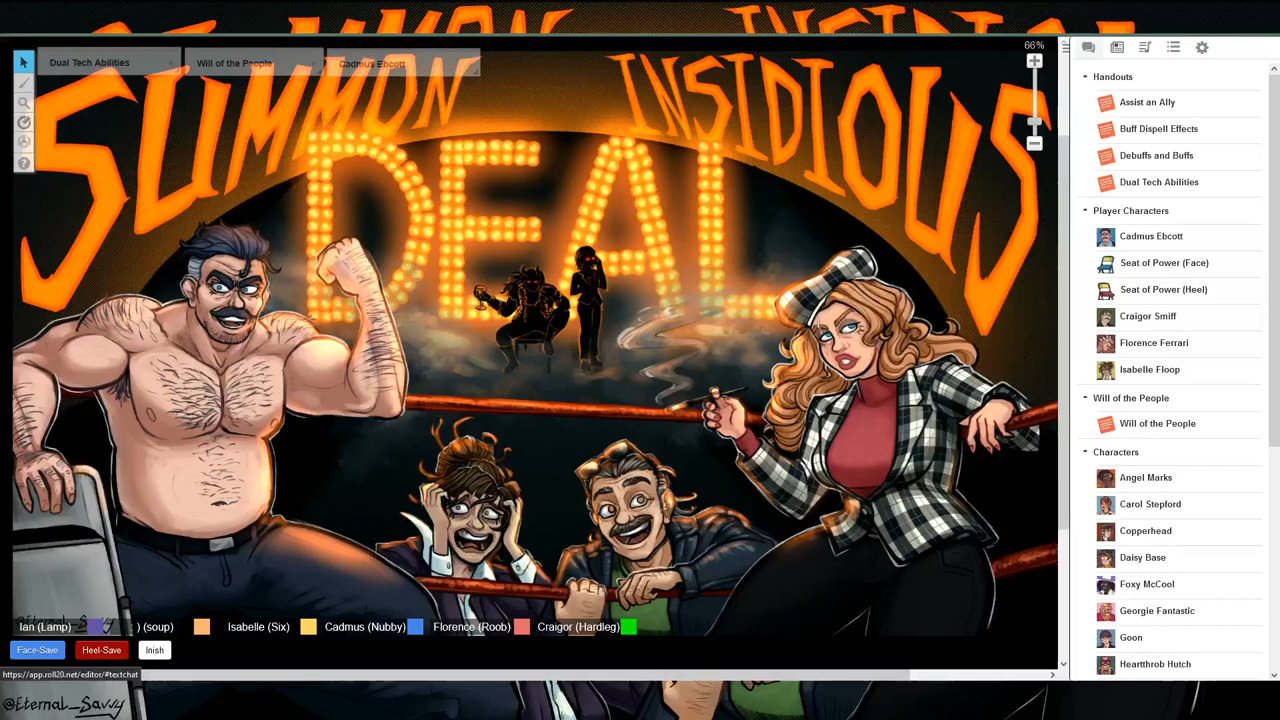 SUMMON INSIDIOUS
DEAL
Dual Tech Abilities
Will of the People
Cadmus Ebcott
66%
Ian (Lamp)
: ) (soup)
Isabelle (Six)
Cadmus (Nubby)
Florence (Roob)
Craigor (Hardleg)
Face-Save
Heel-Save
Inish
https://app.roll20.net/editor/#textchat
@Eternal_Savvy
Handouts
Assist an Ally
Buff Dispell Effects
Debuffs and Buffs
Dual Tech Abilities
Player Characters
Cadmus Ebcott
Seat of Power (Face)
Seat of Power (Heel)
Craigor Smiff
Florence Ferrari
Isabelle Floop
Will of the People
Will of the People
Characters
Angel Marks
Carol Stepford
Copperhead
Daisy Base
Foxy McCool
Georgie Fantastic
Goon
Heartthrob Hutch